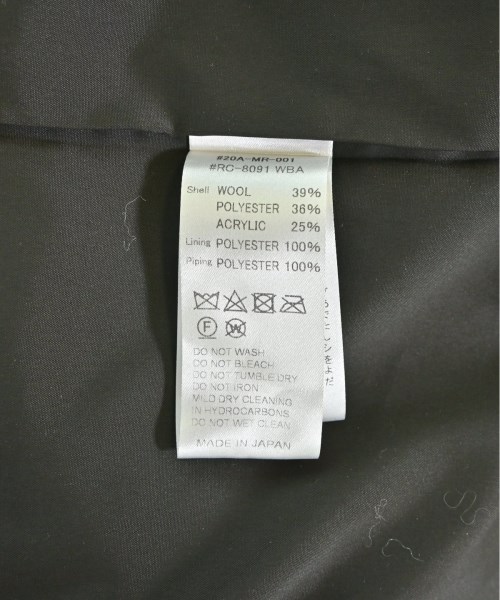 #20A-MR-001
#RC-8091 WBA
Shell WOOL 39%
POLYESTER 36%
ACRYLIC 25%
Lining POLYESTER 100%
Piping POLYESTER 100%
F W
DO NOT WASH
DO NOT BLEACH
DO NOT TUMBLE DRY
DO NOT IRON
MILD DRY CLEANING
IN HYDROCARBONS
DO NOT WET CLEAN
MADE IN JAPAN